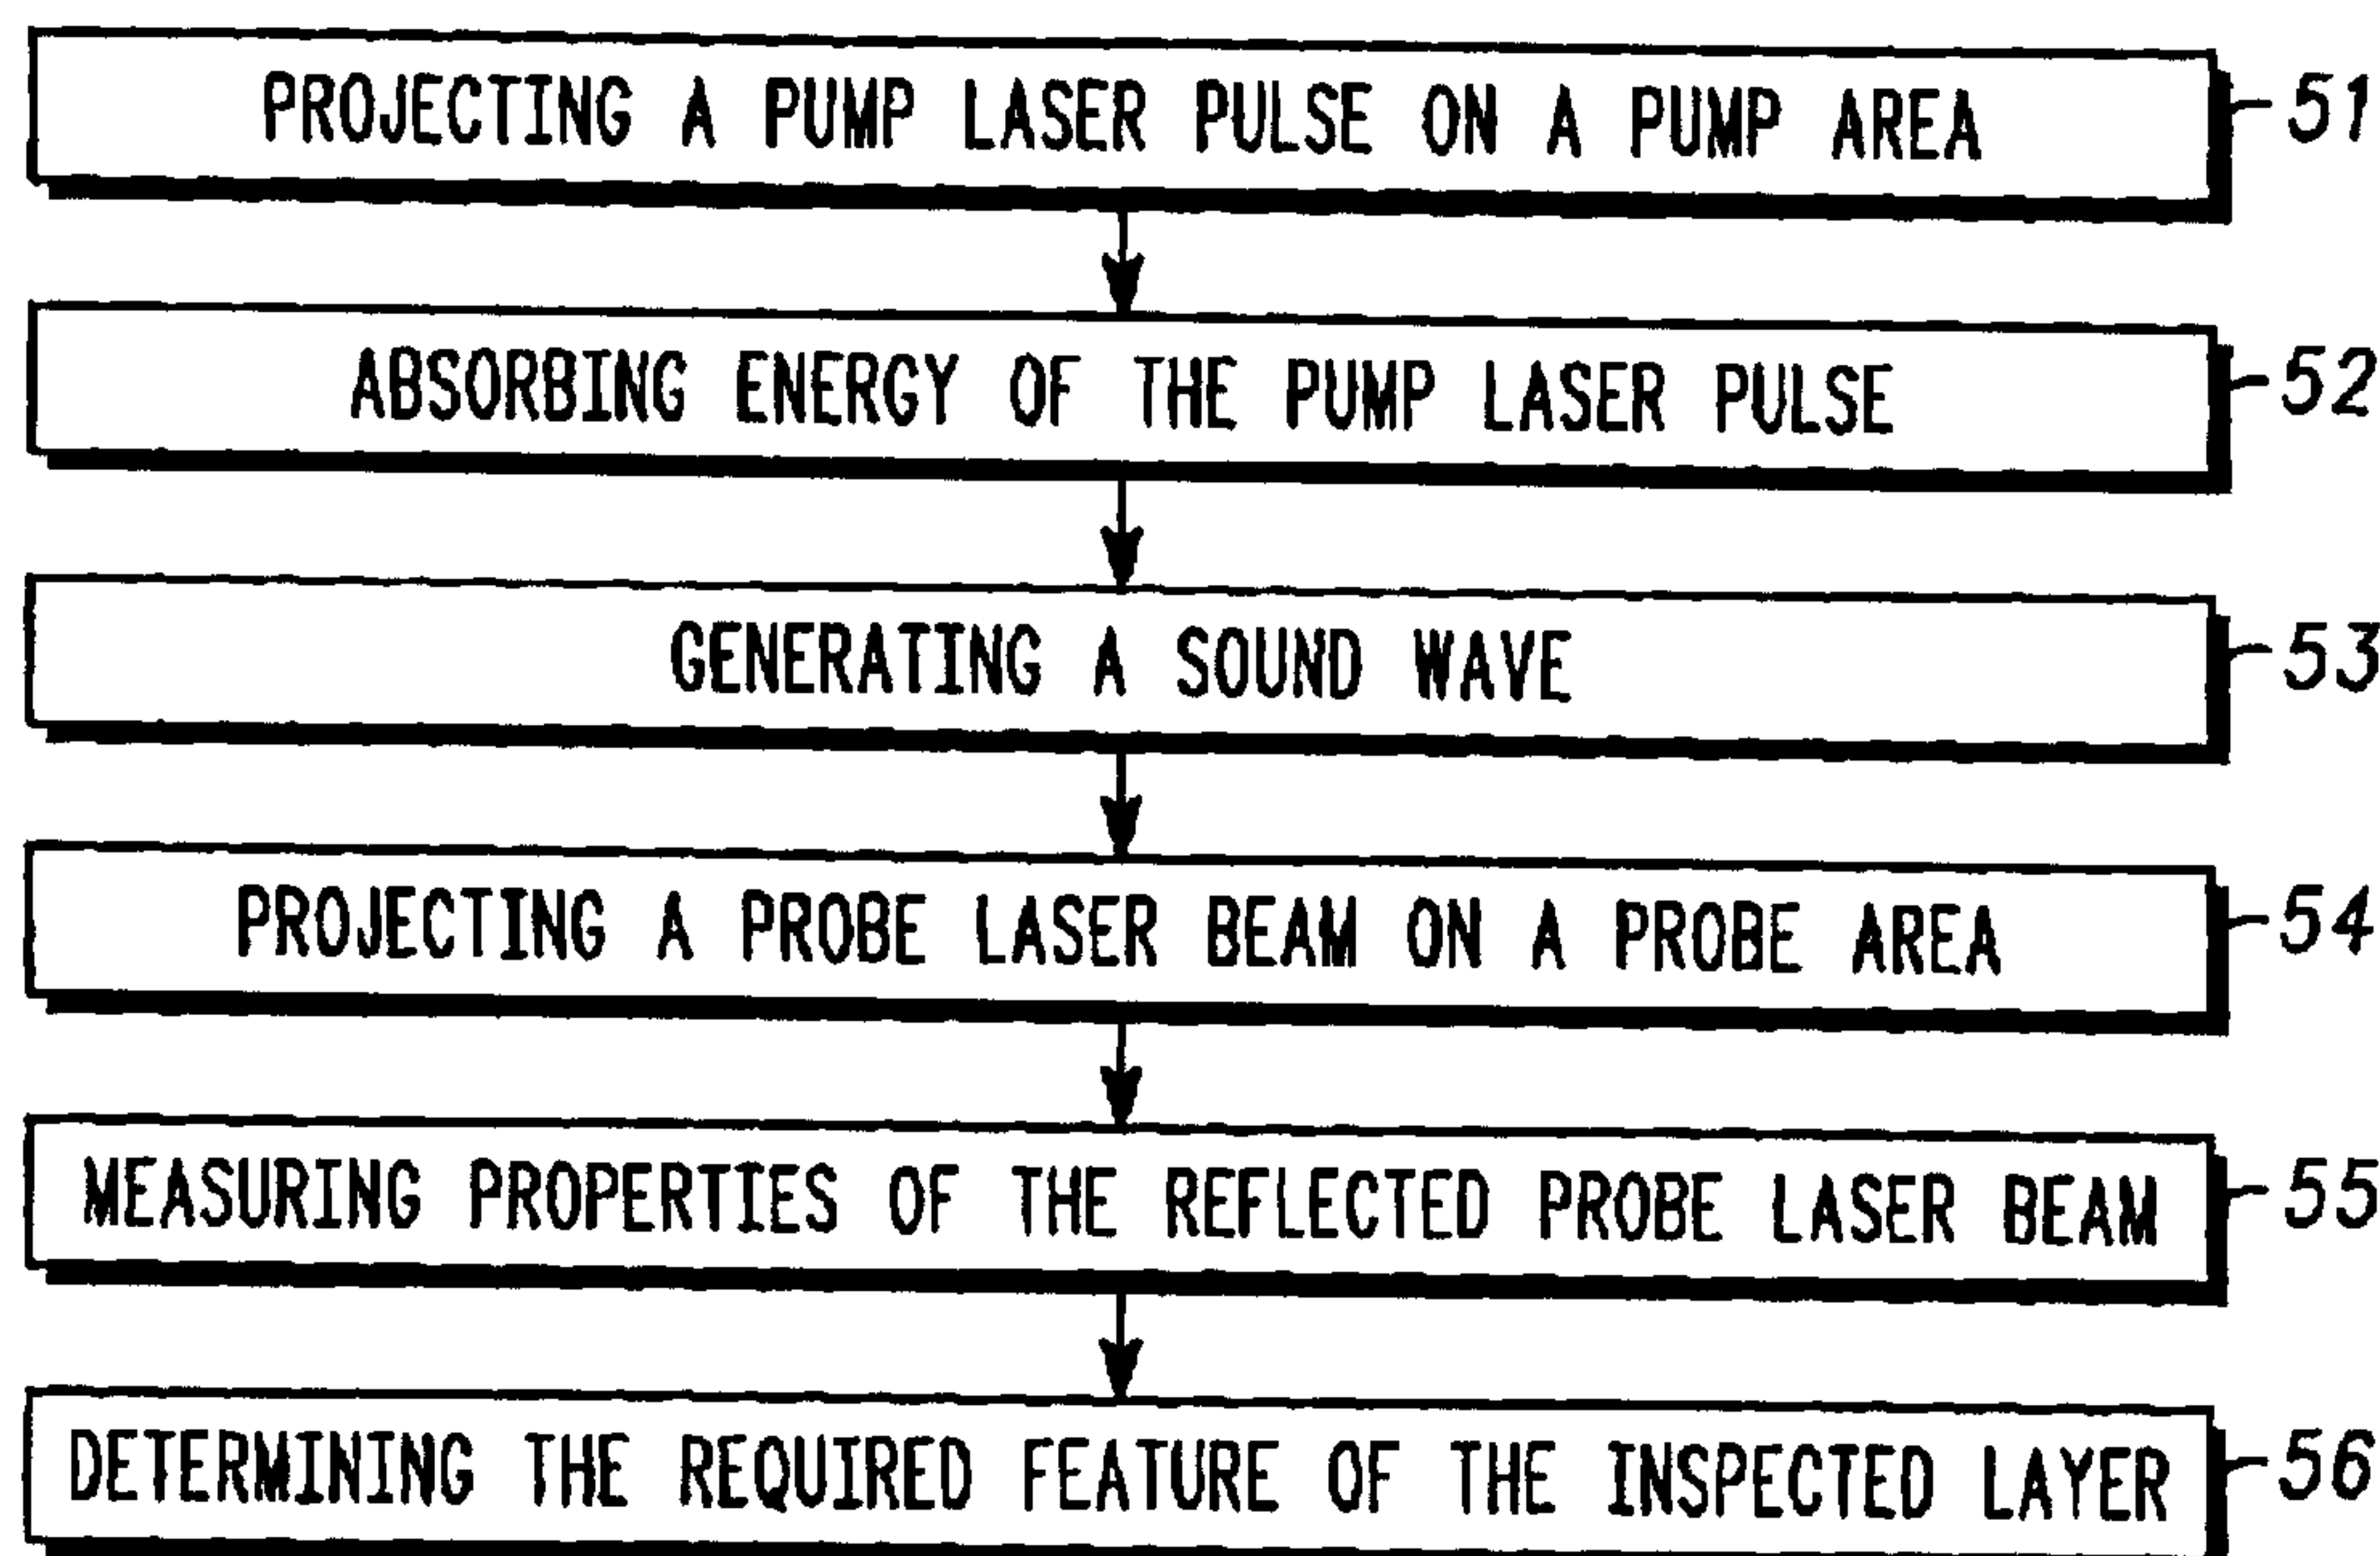 PROJECTING A PUMP LASER PULSE ON A PUMP AREA 51
ABSORBING ENERGY OF THE PUMP LASER PULSE 52
GENERATING A SOUND WAVE 53
PROJECTING A PROBE LASER BEAM ON A PROBE AREA 54
MEASURING PROPERTIES OF THE REFLECTED PROBE LASER BEAM 55
DETERMINING THE REQUIRED FEATURE OF THE INSPECTED LAYER 56